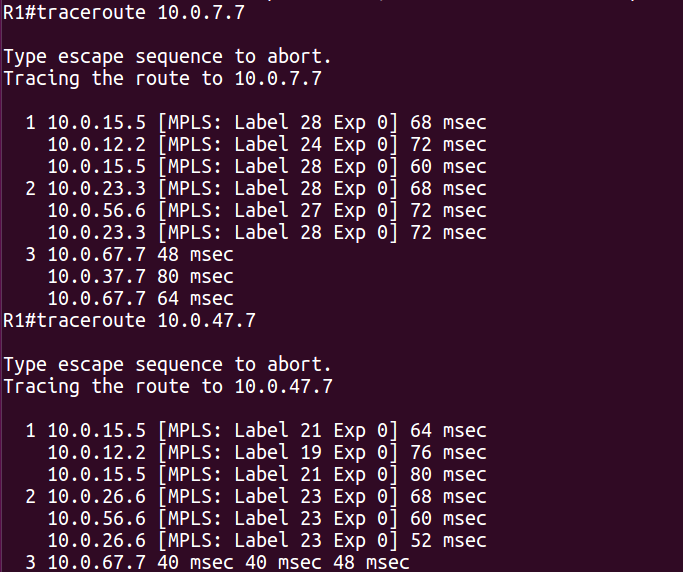 R1#traceroute 10.0.7.7
Type escape sequence to abort.
Tracing the route to 10.0.7.7
1 10.0.15.5 [MPLS: Label 28 Exp 0] 68 msec
10.0.12.2 [MPLS: Label 24 Exp 0] 72 msec
10.0.15.5 [MPLS: Label 28 Exp 0] 60 msec
2 10.0.23.3 [MPLS: Label 28 Exp 0] 68 msec
10.0.56.6 [MPLS: Label 27 Exp 0] 72 msec
10.0.23.3 [MPLS: Label 28 Exp 0] 72 msec
3 10.0.67.7 48 msec
10.0.37.7 80 msec
10.0.67.7 64 msec
R1#traceroute 10.0.47.7
Type escape sequence to abort.
Tracing the route to 10.0.47.7
1 10.0.15.5 [MPLS: Label 21 Exp 0] 64 msec
10.0.12.2 [MPLS: Label 19 Exp 0] 76 msec
10.0.15.5 [MPLS: Label 21 Exp 0] 80 msec
2 10.0.26.6 [MPLS: Label 23 Exp 0] 68 msec
10.0.56.6 [MPLS: Label 23 Exp 0] 60 msec
10.0.26.6 [MPLS: Label 23 Exp 0] 52 msec
3 10.0.67.7 40 msec 40 msec 48 msec